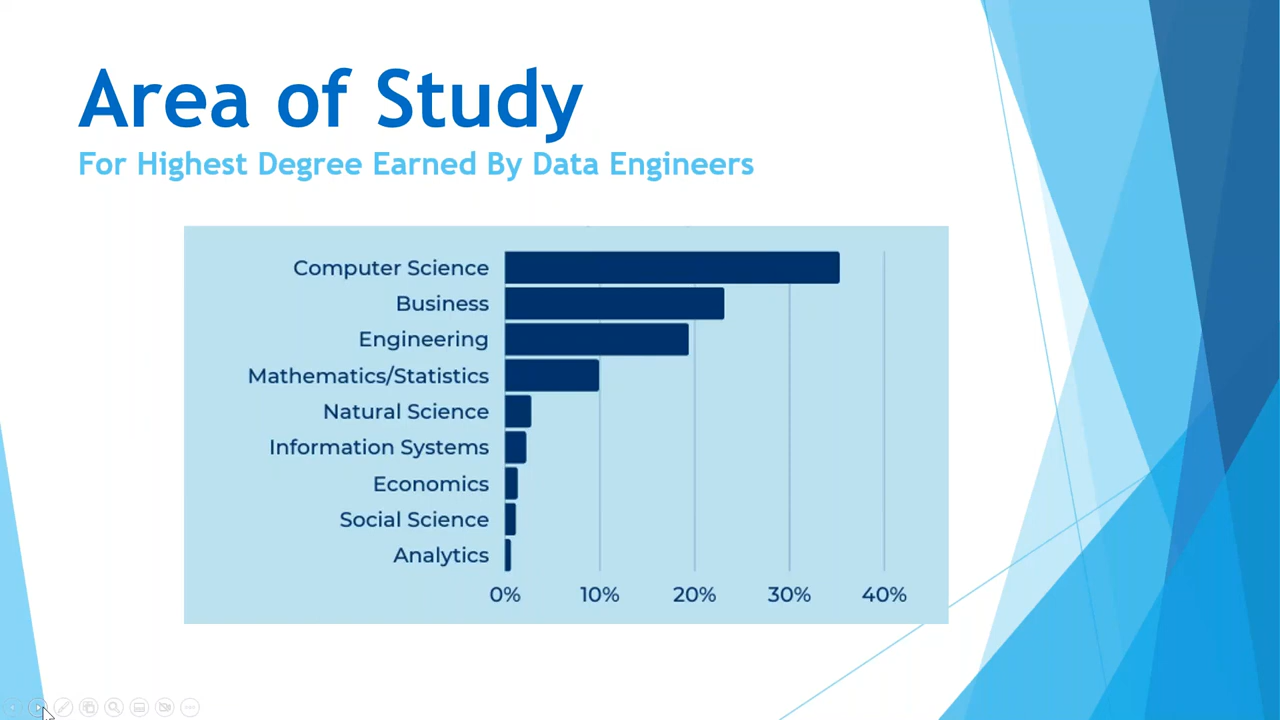 Area of Study
For Highest Degree Earned By Data Engineers
Computer Science
Business
Engineering
Mathematics/Statistics
Natural Science
Information Systems
Economics
Social Science
Analytics
0% 10% 20% 30% 40%